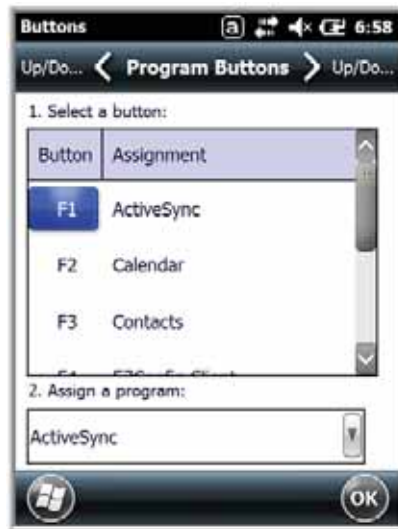 Buttons a 6:58
Up/Do... Program Buttons Up/Do...
1. Select a button:
Button Assignment
F1 ActiveSync
F2 Calendar
F3 Contacts
2. Assign a program:
ActiveSync
OK